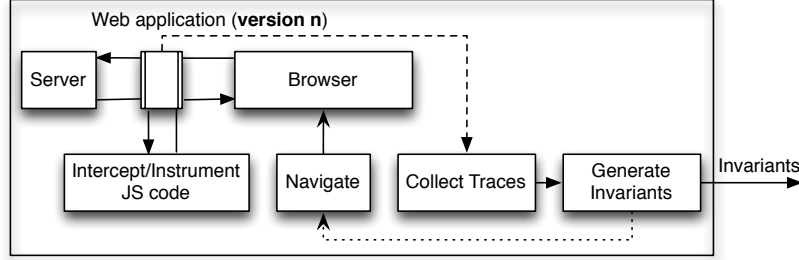 Web application (version n)
Server
Browser
Intercept/Instrument
JS code
Navigate
Collect Traces
Generate
Invariants
Invariants